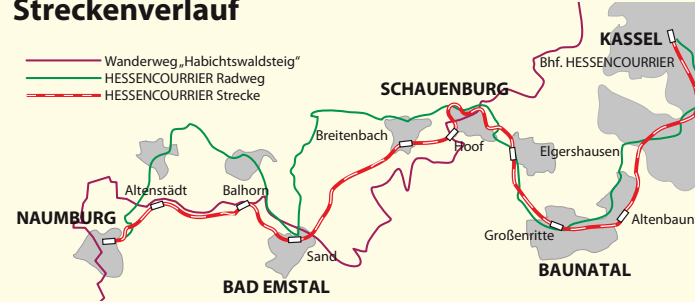 Streckenverlauf
Wanderweg „Habichtswaldsteig“
HESSENCOURRIER Radweg
HESSENCOURRIER Strecke
KASSEL
Bhf. HESSENCOURRIER
SCHAUENBURG
Breitenbach
Hoof
Elgershausen
Altenstädt
Balhorn
NAUMBURG
Sand
Großenritte
Altenbaun
BAUNATAL
BAD EMSTAL